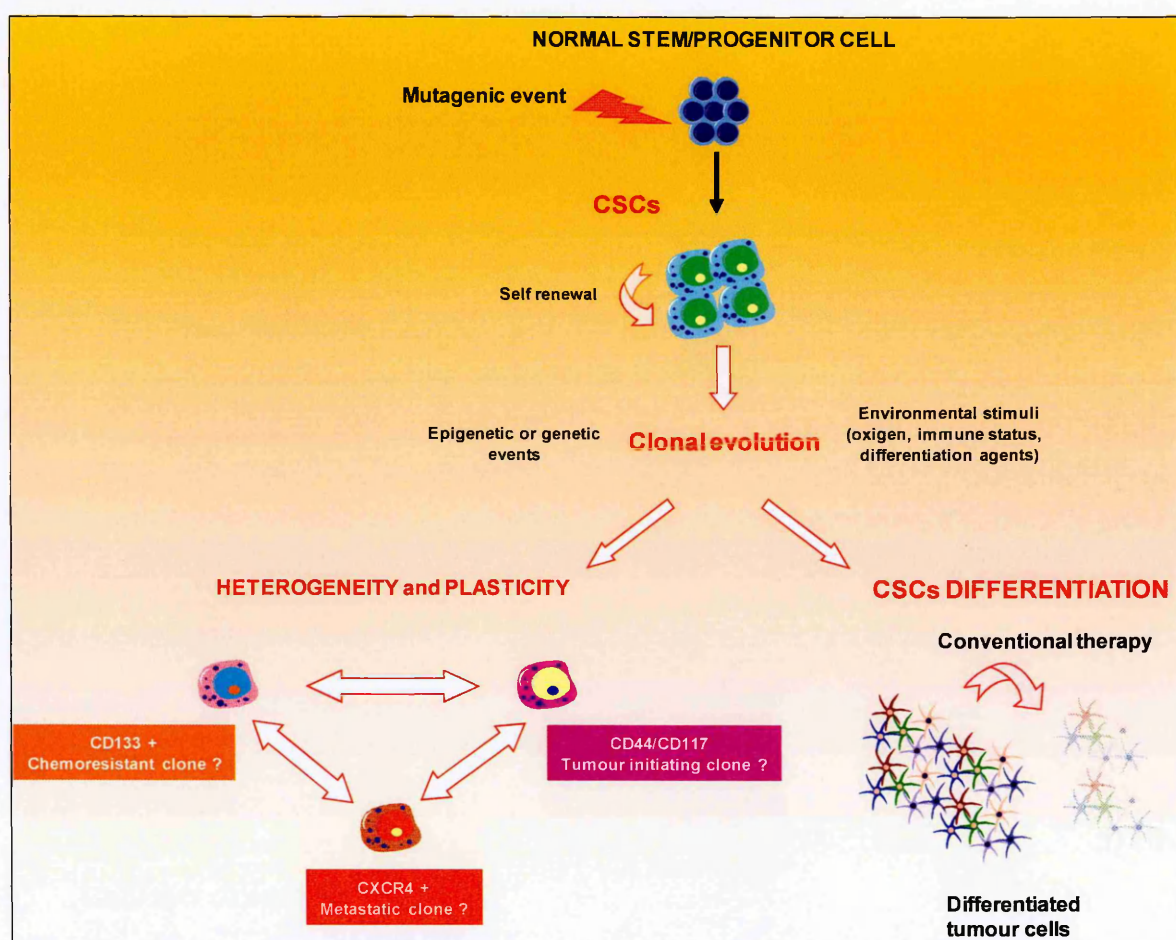 NORMAL STEM/PROGENITOR CELL
Mutagenic event
CSCs
Self renewal
Epigenetic or genetic
events
Clonal evolution
Environmental stimuli
(oxigen, immune status,
differentiation agents)
HETEROGENEITY and PLASTICITY
CSCs DIFFERENTIATION
Conventional therapy
CD133 +
Chemoresistant clone ?
CD44/CD117
Tumour initiating clone ?
CXCR4 +
Metastatic clone ?
Differentiated
tumour cells